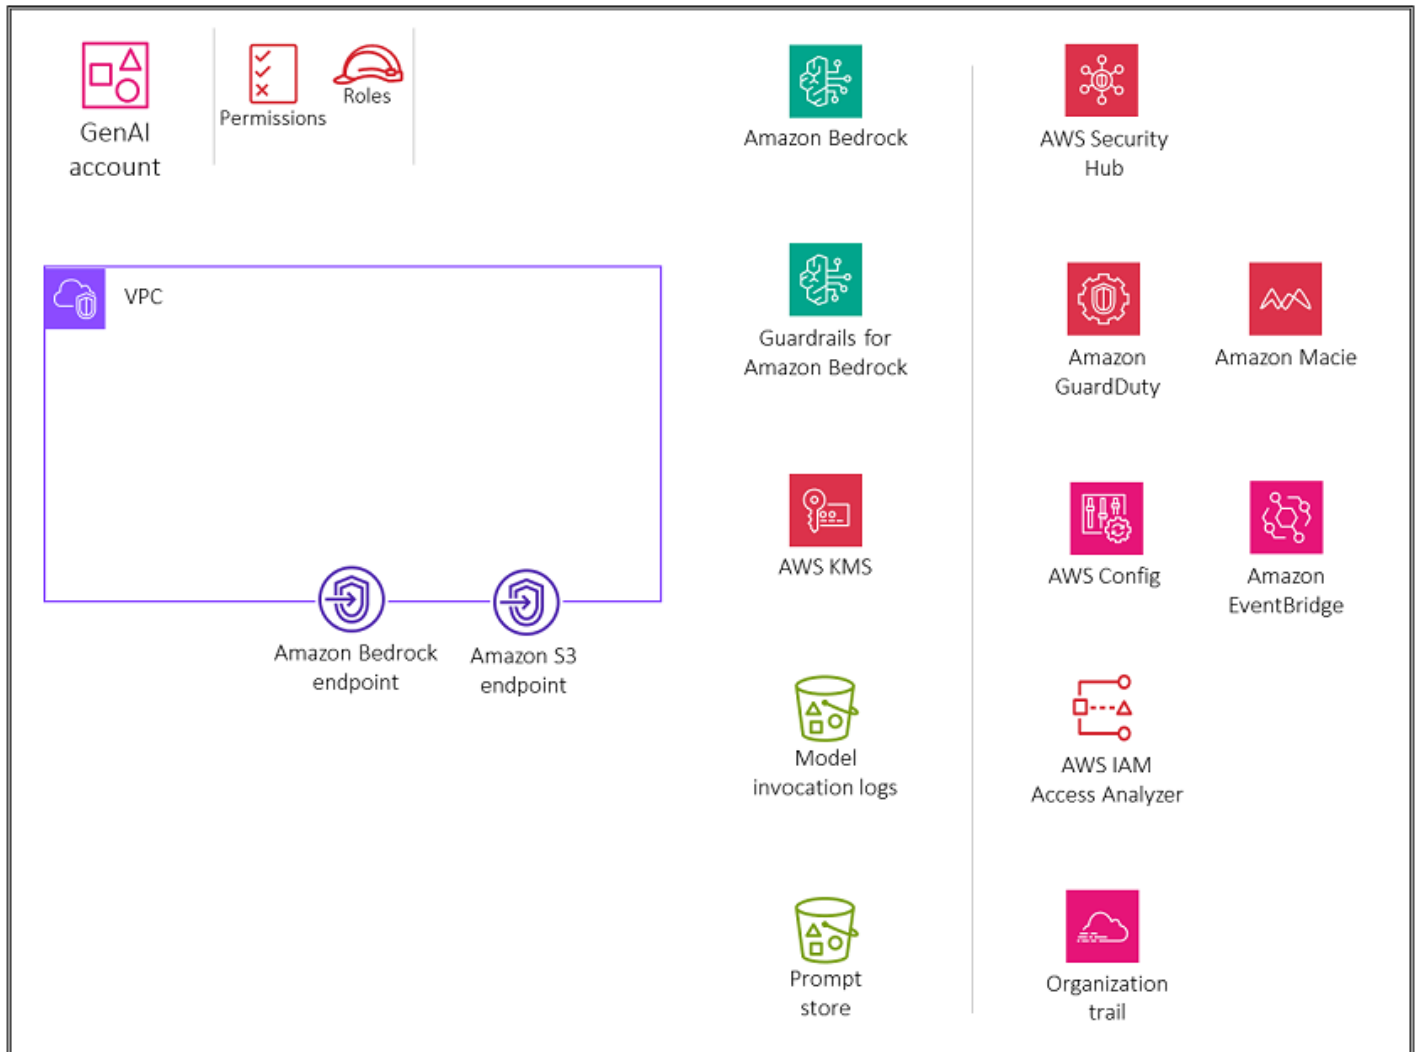 GenAI
account
Permissions
Roles
VPC
Amazon Bedrock
endpoint
Amazon S3
endpoint
Amazon Bedrock
Guardrails for
Amazon Bedrock
AWS KMS
Model
invocation logs
Prompt
store
AWS Security
Hub
Amazon
GuardDuty
Amazon Macie
AWS Config
Amazon
EventBridge
AWS IAM
Access Analyzer
Organization
trail